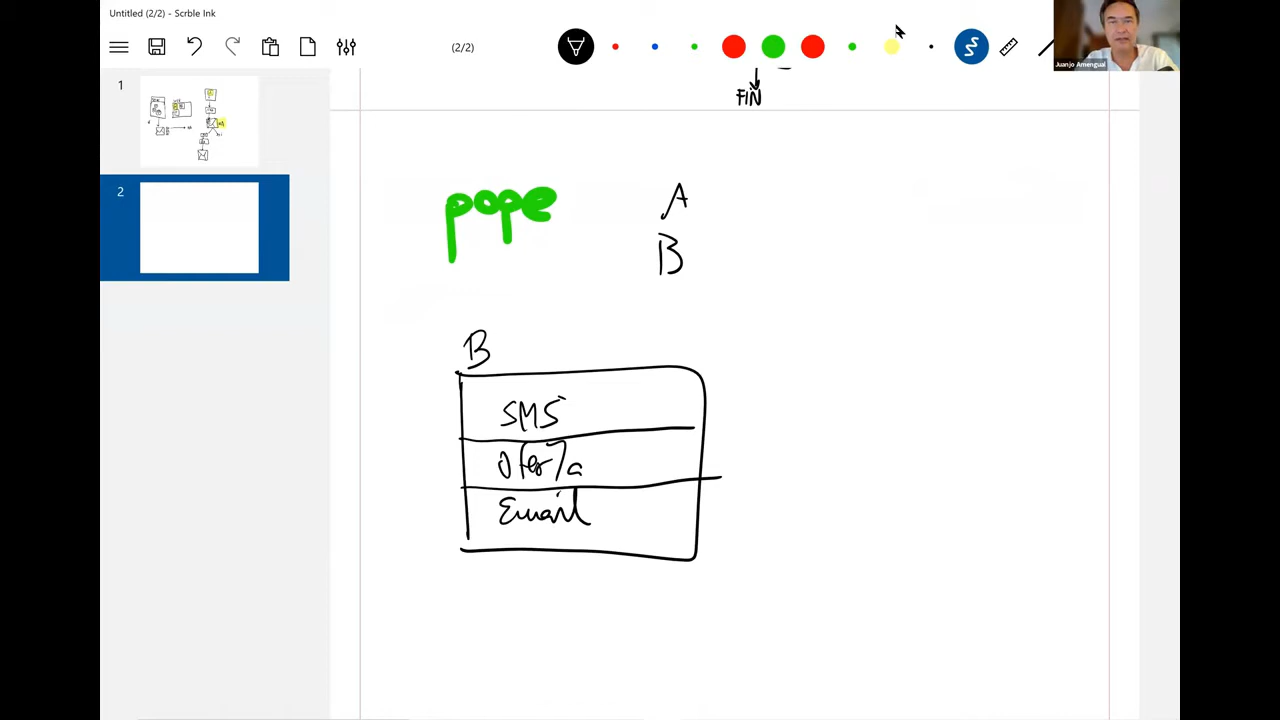 Untitled (2/2) - Scrble Ink
(2/2)
Juanjo Amengual
1
FIN
2
pope
A
B
B
SMS
Oferta
Email